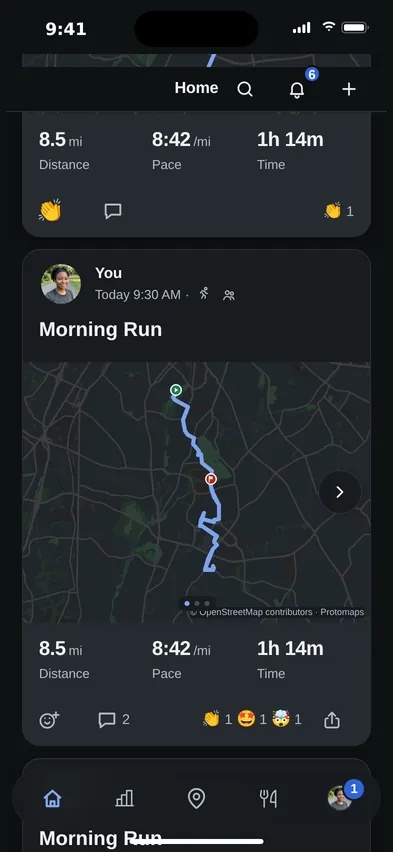 9:41
Home
6
8.5 mi 8:42 /mi 1h 14m
Distance Pace Time
1
You
Today 9:30 AM ·
Morning Run
© OpenStreetMap contributors · Protomaps
8.5 mi 8:42 /mi 1h 14m
Distance Pace Time
2 1 1 1
1
Morning Run